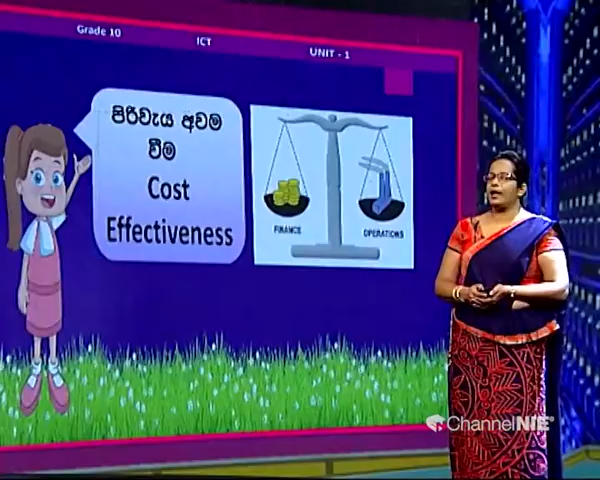 Grade 10 ICT UNIT - 1
පිරිවැය අවම
වීම
Cost
Effectiveness
FINANCE OPERATIONS
ChannelNIE